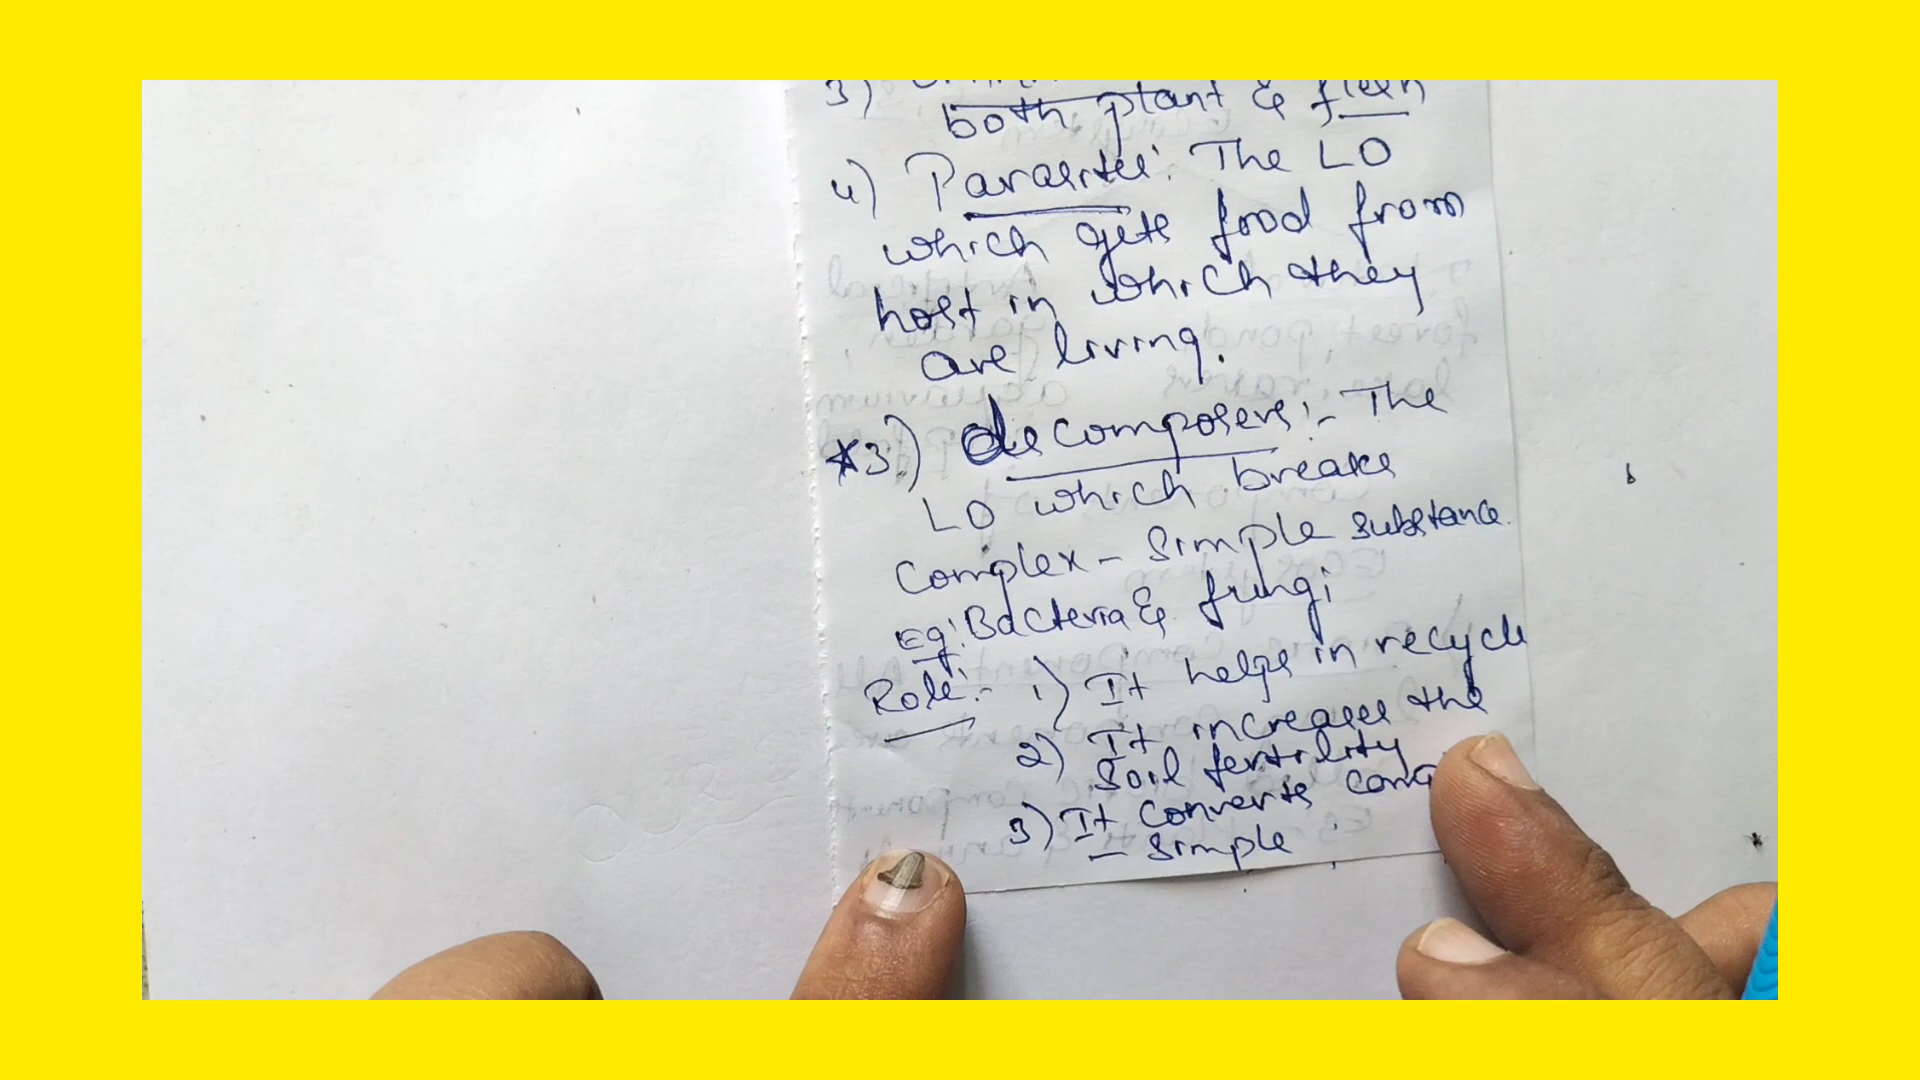 3)
both plant & flesh
4) Parasites: The LO
which gets food from
host in which they
are living.
*3) decomposers:- The
LO which breaks
Complex - Simple substance.
Eg: Bacteria & fungi
Role:- 1) It helps in recycle
2) It increases the
Soil fertility
3) It converts
- Simple